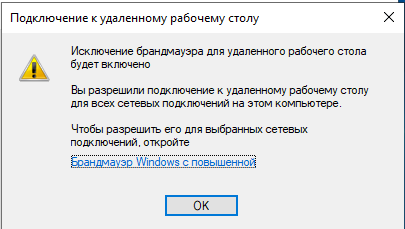 Подключение к удаленному рабочему столу
Исключение брандмауэра для удаленного рабочего стола
будет включено
Вы разрешили подключение к удаленному рабочему столу
для всех сетевых подключений на этом компьютере.
Чтобы разрешить его для выбранных сетевых
подключений, откройте
Брандмауэр Windows с повышенной
OK